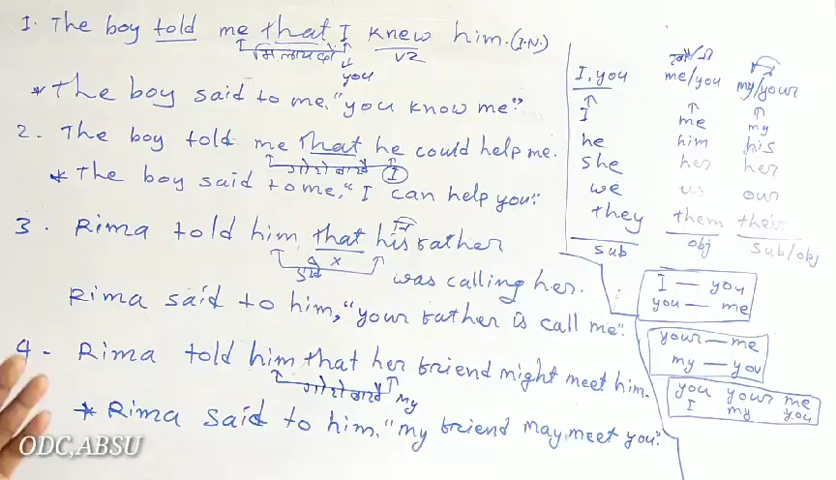 1. The boy told me that I knew him. (I.N.)
मिलाय दो
V2
you
* The boy said to me, "you know me".
2. The boy told me that he could help me.
I
* The boy said to me, "I can help you".
3. Rima told him that his father
was calling her.
Rima said to him, "your father is call me".
4 - Rima told him that her friend might meet him.
my
* Rima said to him, "my friend may meet you".
ODC,ABSU
I, you me/you my/your
I me my
he him his
she her her
we us our
they them their
sub obj sub/obj
I — you
you — me
your — me
my — you
you your me
I my you